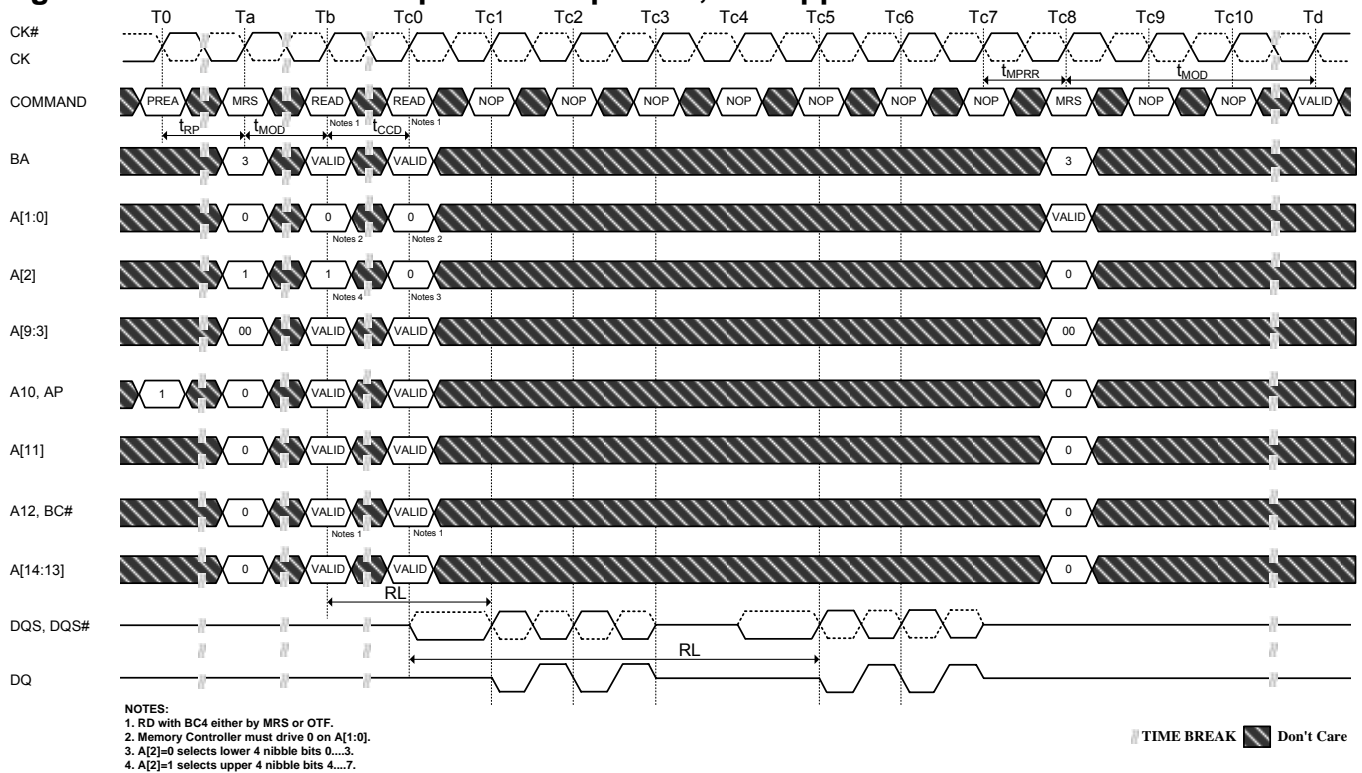 T0 Ta Tb Tc0 Tc1 Tc2 Tc3 Tc4 Tc5 Tc6 Tc7 Tc8 Tc9 Tc10 Td
CK#
CK
tMPRR tMOD
COMMAND PREA MRS READ READ NOP NOP NOP NOP NOP NOP NOP MRS NOP NOP VALID
Notes 1 Notes 1
tRP tMOD tCCD
BA 3 VALID VALID 3
A[1:0] 0 0 0 VALID
Notes 2 Notes 2
A[2] 1 1 0 0
Notes 4 Notes 3
A[9:3] 00 VALID VALID 00
A10, AP 1 0 VALID VALID 0
A[11] 0 VALID VALID 0
A12, BC# 0 VALID VALID 0
Notes 1 Notes 1
A[14:13] 0 VALID VALID 0
RL
DQS, DQS#
RL
DQ
NOTES:
1. RD with BC4 either by MRS or OTF.
2. Memory Controller must drive 0 on A[1:0].
3. A[2]=0 selects lower 4 nibble bits 0....3.
4. A[2]=1 selects upper 4 nibble bits 4....7.
TIME BREAK Don't Care